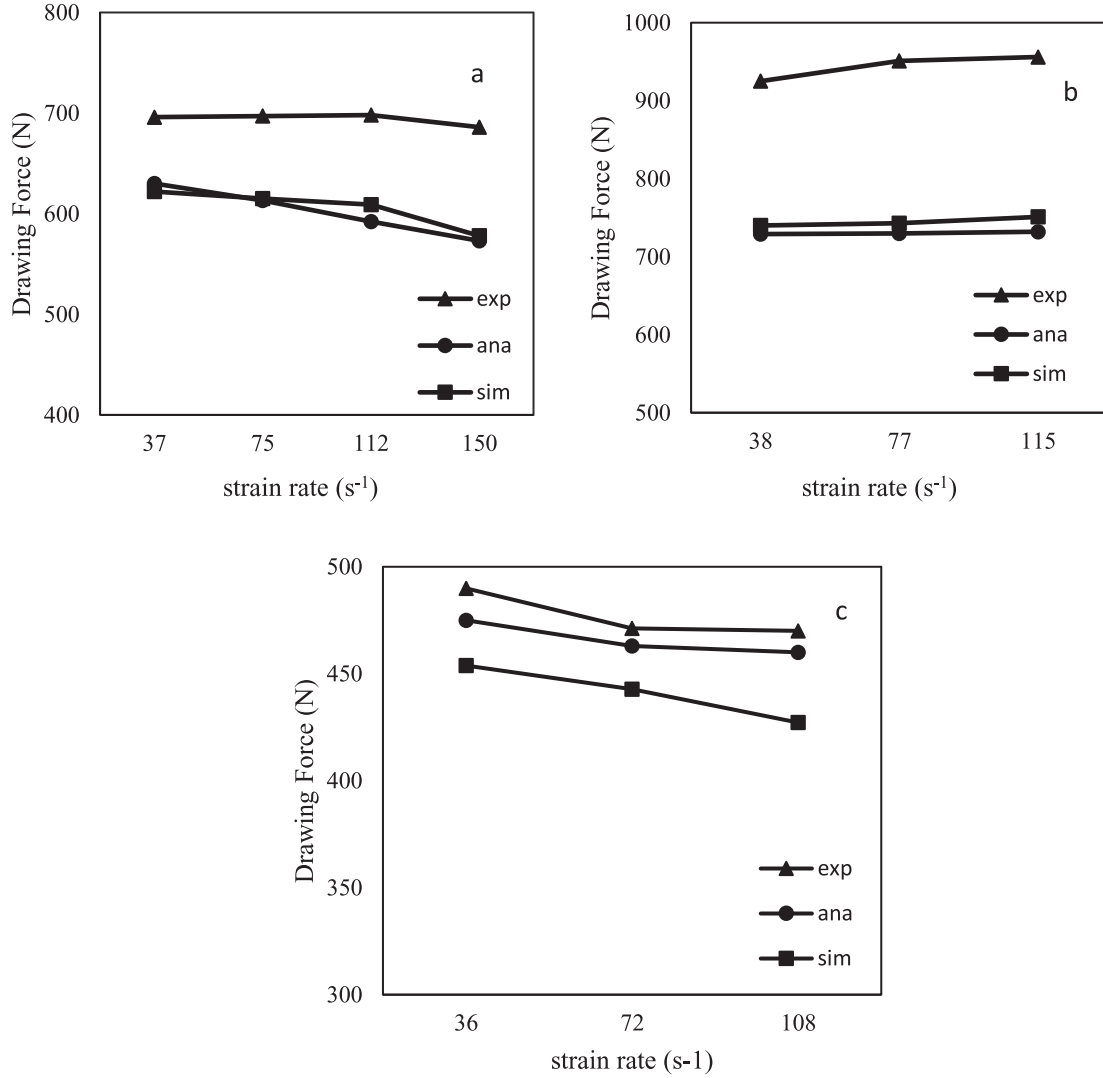 800
700
600
500
400
Drawing Force (N)
a
exp
ana
sim
37 75 112 150
strain rate (s-1)
1000
900
800
700
600
500
Drawing Force (N)
b
exp
ana
sim
38 77 115
strain rate (s-1)
500
450
400
350
300
Drawing Force (N)
c
exp
ana
sim
36 72 108
strain rate (s-1)